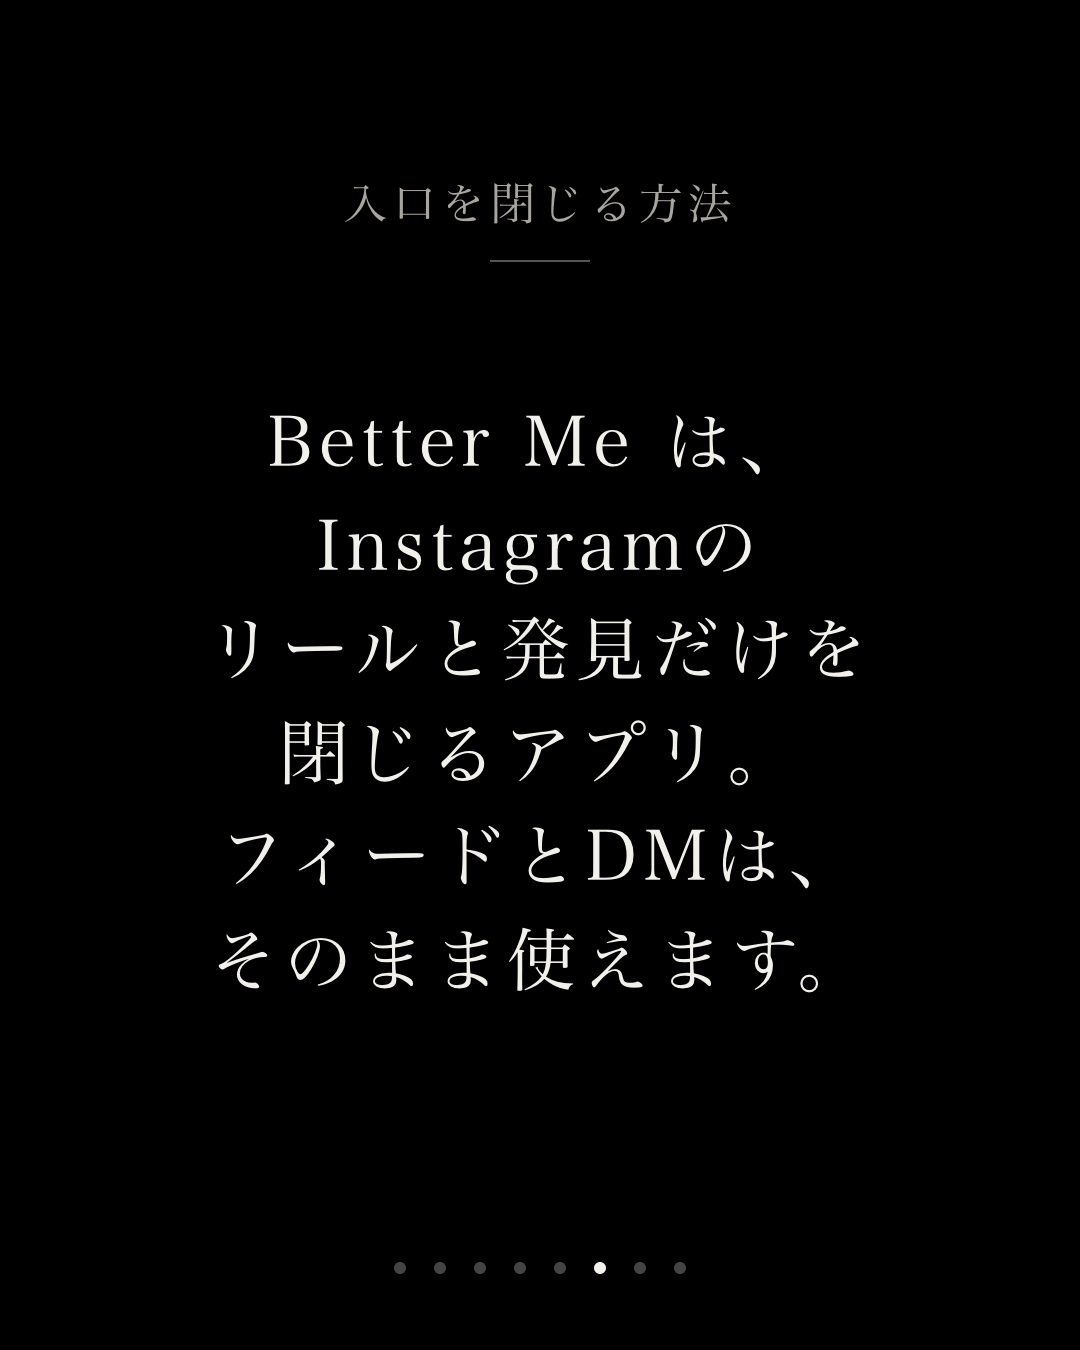 入口を閉じる方法
Better Me は、
Instagramの
リールと発見だけを
閉じるアプリ。
フィードとDMは、
そのまま使えます。